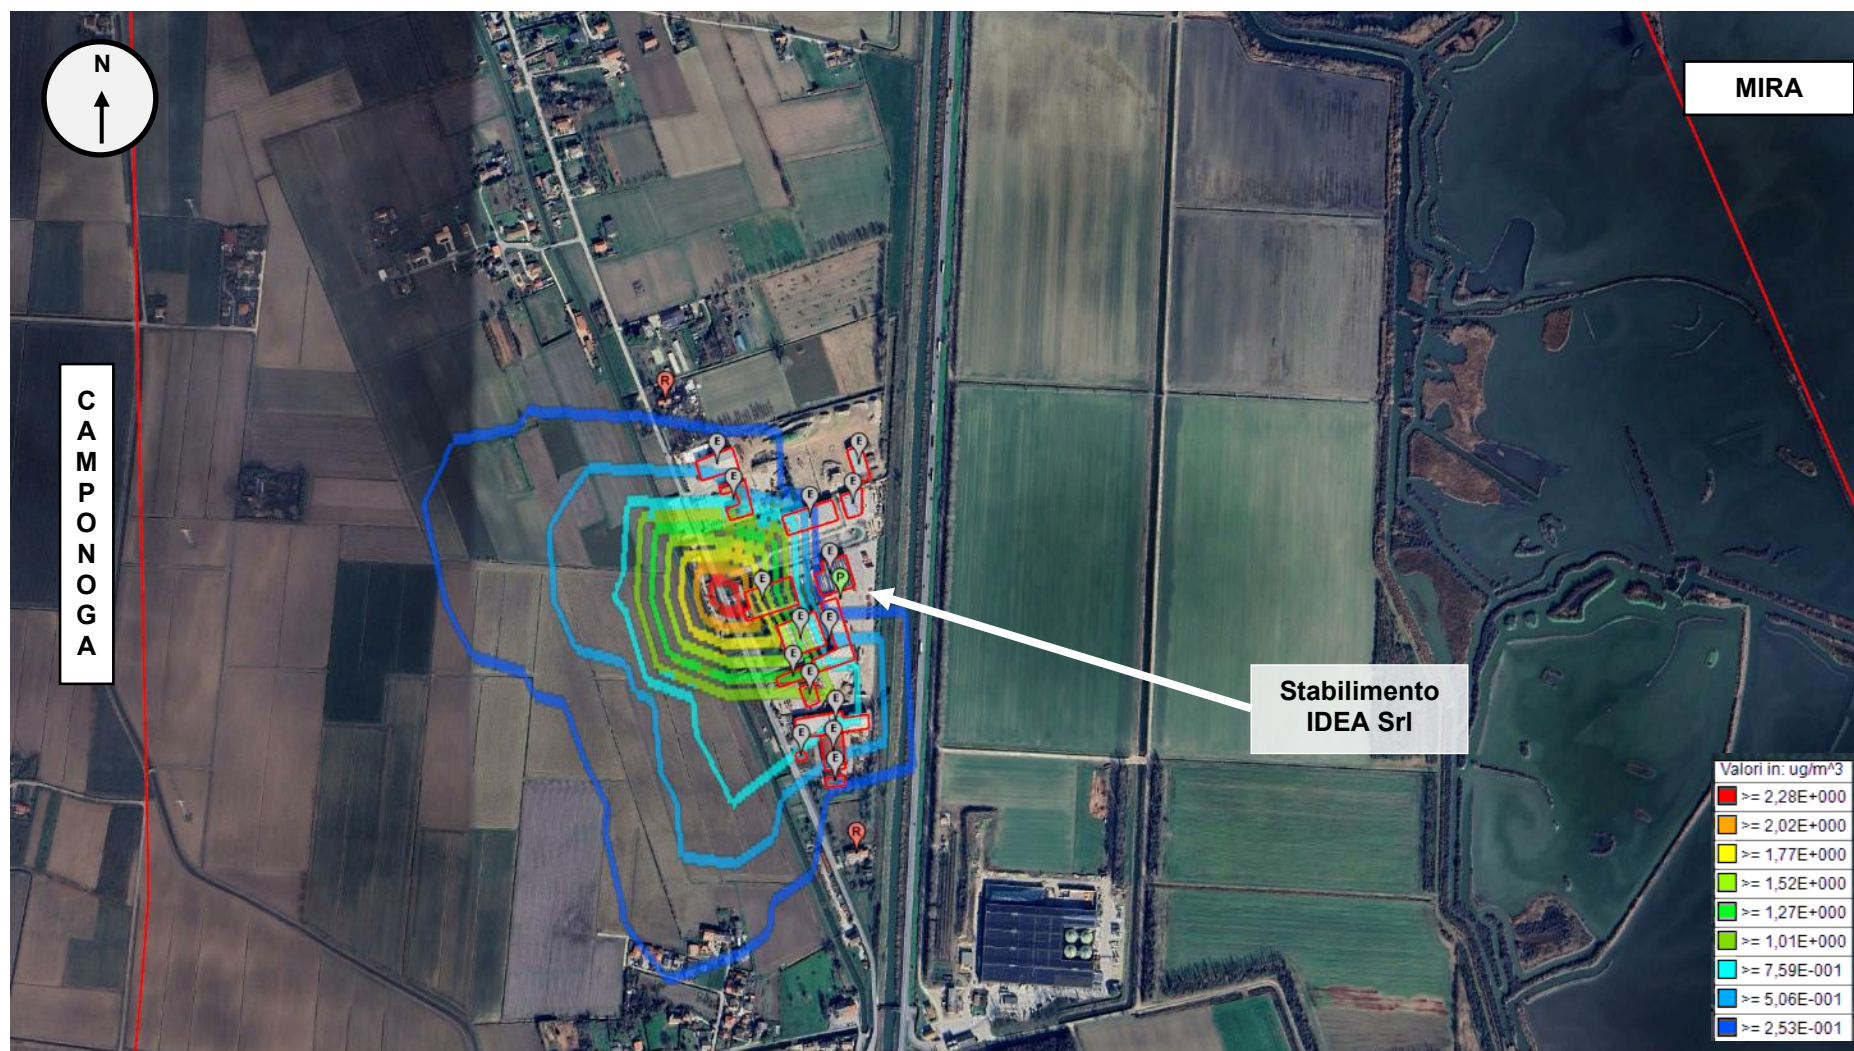 N
MIRA
C
A
M
P
O
N
O
G
A
R
E
E
E
E
E
E
P
E
E
E
E
E
E
E
E
E
R
Stabilimento
IDEA Srl
Valori in: ug/m^3
>= 2,28E+000
>= 2,02E+000
>= 1,77E+000
>= 1,52E+000
>= 1,27E+000
>= 1,01E+000
>= 7,59E-001
>= 5,06E-001
>= 2,53E-001